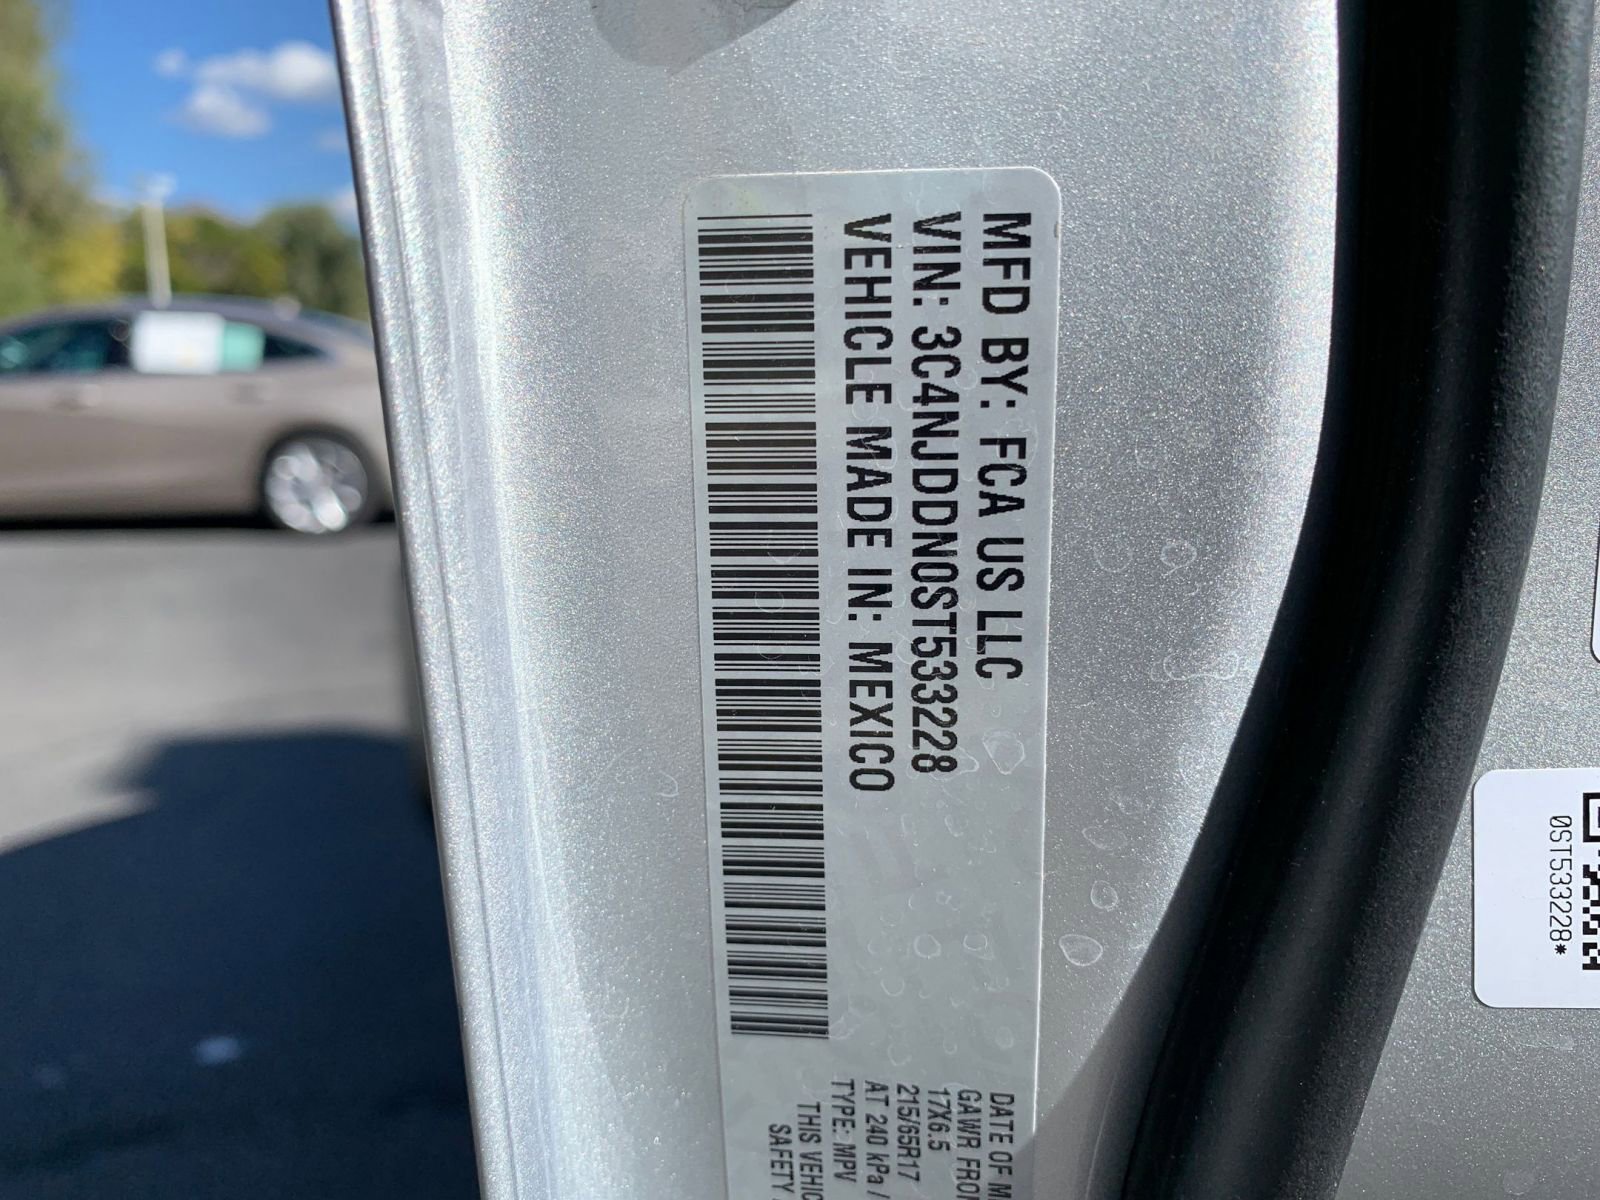 MFD BY: FCA US LLC
VIN: 3C4NJDDN0ST533228
VEHICLE MADE IN: MEXICO
DATE OF M
GAWR FRON
17X6.5
215/65R17
AT 240 kPa /
TYPE: MPV
THIS VEHIC
SAFETY
0ST533228*